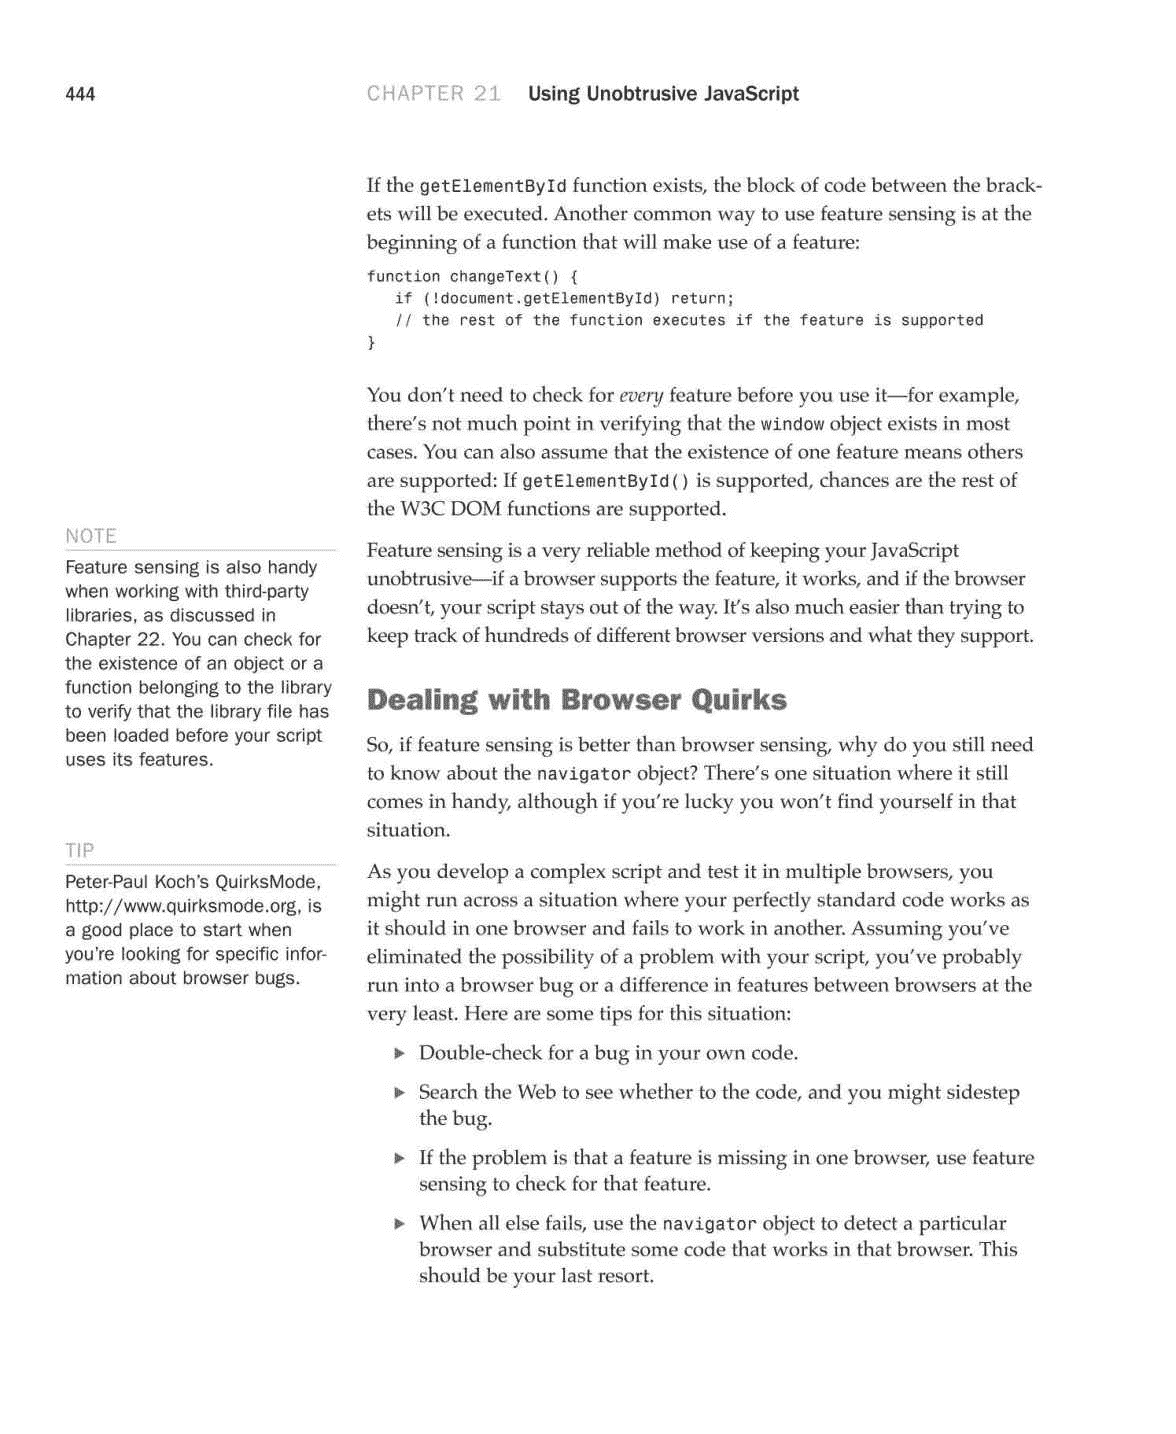 444
CHAPTER 21 Using Unobtrusive JavaScript
If the getElementById function exists, the block of code between the brack-
ets will be executed. Another common way to use feature sensing is at the
beginning of a function that will make use of a feature:
function changeText() {
   if (!document.getElementById) return;
   // the rest of the function executes if the feature is supported
}
You don't need to check for every feature before you use it—for example,
there's not much point in verifying that the window object exists in most
cases. You can also assume that the existence of one feature means others
are supported: If getElementById() is supported, chances are the rest of
the W3C DOM functions are supported.
NOTE
Feature sensing is also handy
when working with third-party
libraries, as discussed in
Chapter 22. You can check for
the existence of an object or a
function belonging to the library
to verify that the library file has
been loaded before your script
uses its features.
Feature sensing is a very reliable method of keeping your JavaScript
unobtrusive—if a browser supports the feature, it works, and if the browser
doesn't, your script stays out of the way. It's also much easier than trying to
keep track of hundreds of different browser versions and what they support.
Dealing with Browser Quirks
So, if feature sensing is better than browser sensing, why do you still need
to know about the navigator object? There's one situation where it still
comes in handy, although if you're lucky you won't find yourself in that
situation.
TIP
Peter-Paul Koch's QuirksMode,
http://www.quirksmode.org, is
a good place to start when
you're looking for specific infor-
mation about browser bugs.
As you develop a complex script and test it in multiple browsers, you
might run across a situation where your perfectly standard code works as
it should in one browser and fails to work in another. Assuming you've
eliminated the possibility of a problem with your script, you've probably
run into a browser bug or a difference in features between browsers at the
very least. Here are some tips for this situation:
▶ Double-check for a bug in your own code.
▶ Search the Web to see whether to the code, and you might sidestep
the bug.
▶ If the problem is that a feature is missing in one browser, use feature
sensing to check for that feature.
▶ When all else fails, use the navigator object to detect a particular
browser and substitute some code that works in that browser. This
should be your last resort.